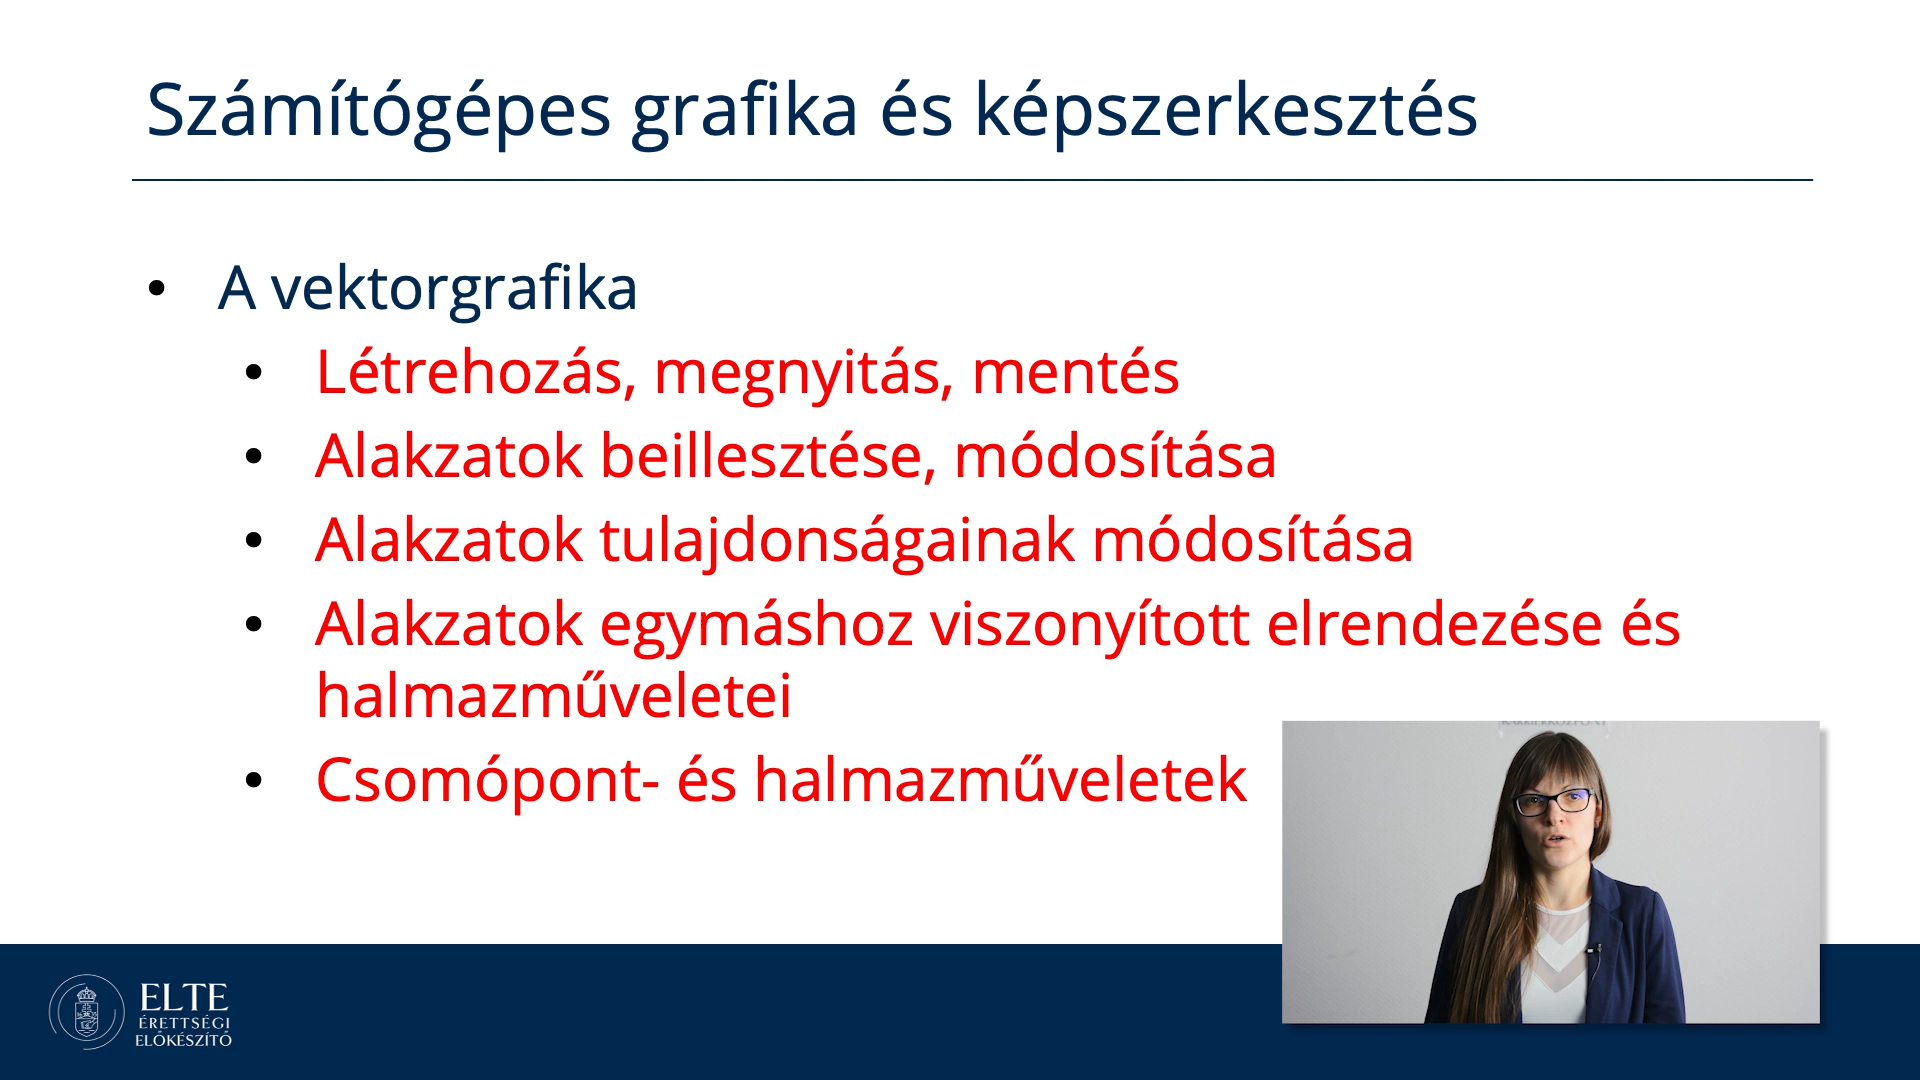 Számítógépes grafika és képszerkesztés
• A vektorgrafika
• Létrehozás, megnyitás, mentés
• Alakzatok beillesztése, módosítása
• Alakzatok tulajdonságainak módosítása
• Alakzatok egymáshoz viszonyított elrendezése és
halmazműveletei
• Csomópont- és halmazműveletek
ELTE
ÉRETTSÉGI
ELŐKÉSZÍTŐ